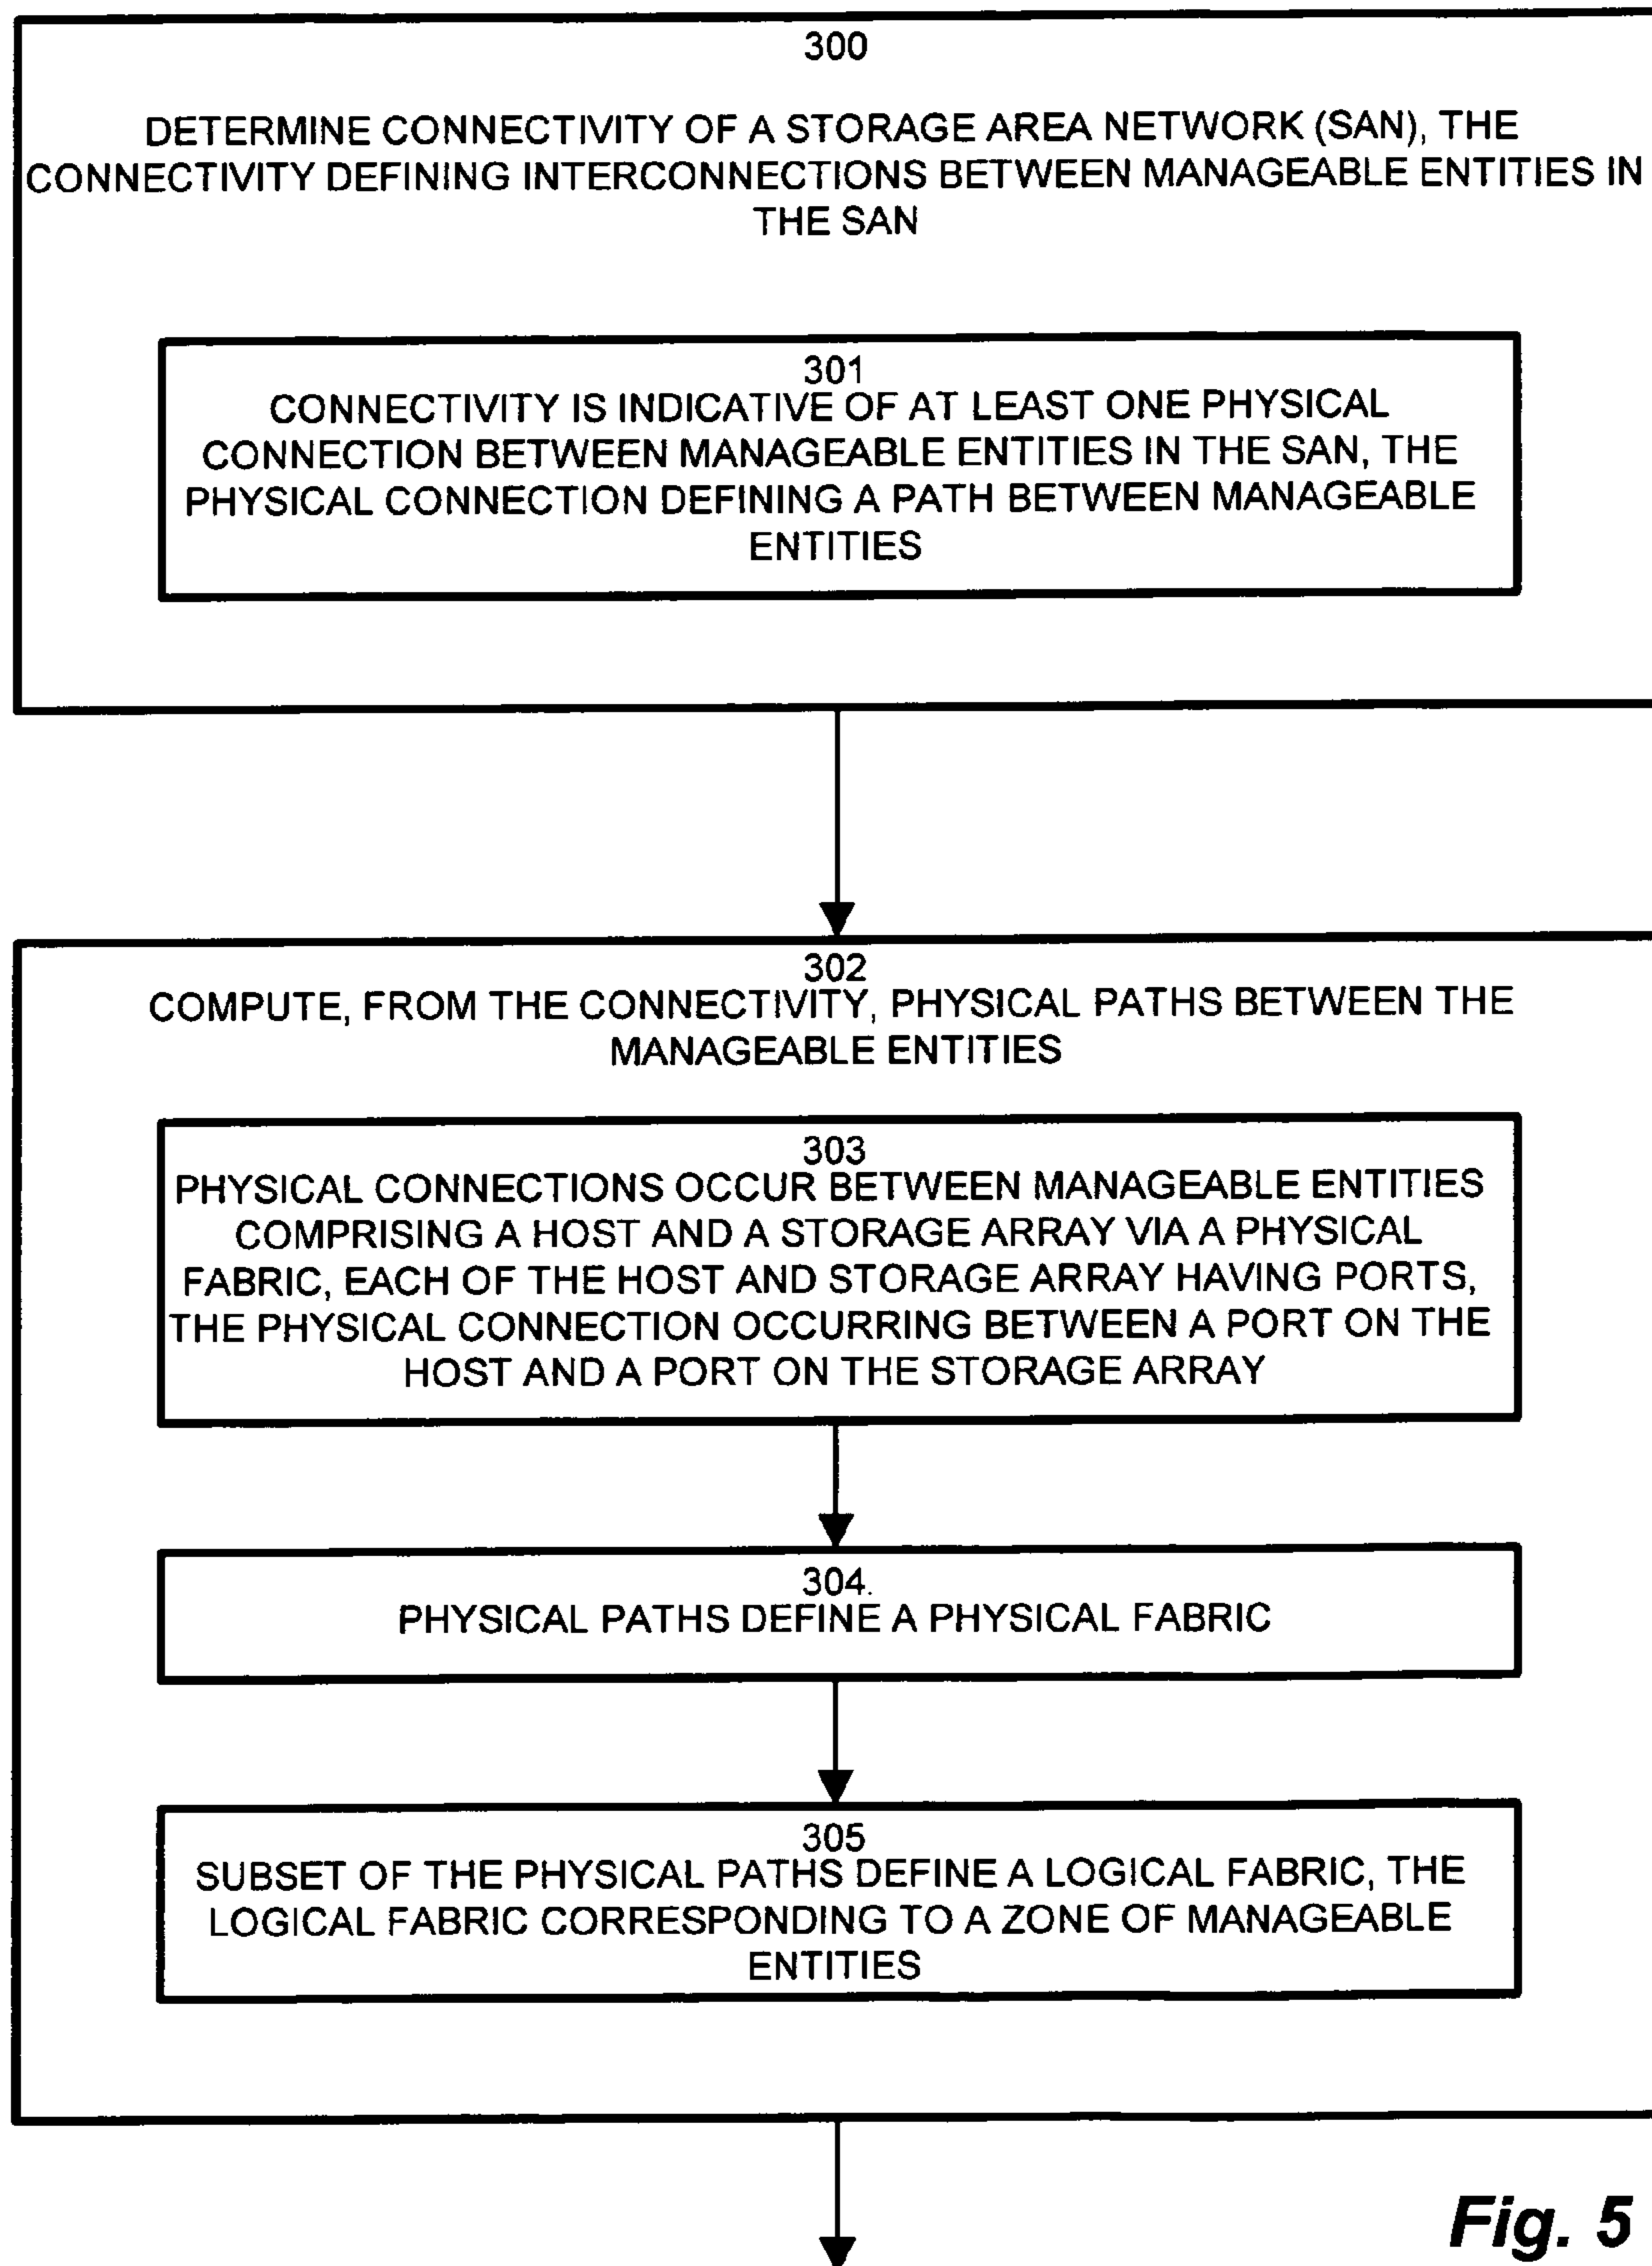 300
DETERMINE CONNECTIVITY OF A STORAGE AREA NETWORK (SAN), THE
CONNECTIVITY DEFINING INTERCONNECTIONS BETWEEN MANAGEABLE ENTITIES IN
THE SAN
301
CONNECTIVITY IS INDICATIVE OF AT LEAST ONE PHYSICAL
CONNECTION BETWEEN MANAGEABLE ENTITIES IN THE SAN, THE
PHYSICAL CONNECTION DEFINING A PATH BETWEEN MANAGEABLE
ENTITIES
302
COMPUTE, FROM THE CONNECTIVITY, PHYSICAL PATHS BETWEEN THE
MANAGEABLE ENTITIES
303
PHYSICAL CONNECTIONS OCCUR BETWEEN MANAGEABLE ENTITIES
COMPRISING A HOST AND A STORAGE ARRAY VIA A PHYSICAL
FABRIC, EACH OF THE HOST AND STORAGE ARRAY HAVING PORTS,
THE PHYSICAL CONNECTION OCCURRING BETWEEN A PORT ON THE
HOST AND A PORT ON THE STORAGE ARRAY
304.
PHYSICAL PATHS DEFINE A PHYSICAL FABRIC
305
SUBSET OF THE PHYSICAL PATHS DEFINE A LOGICAL FABRIC, THE
LOGICAL FABRIC CORRESPONDING TO A ZONE OF MANAGEABLE
ENTITIES
Fig. 5